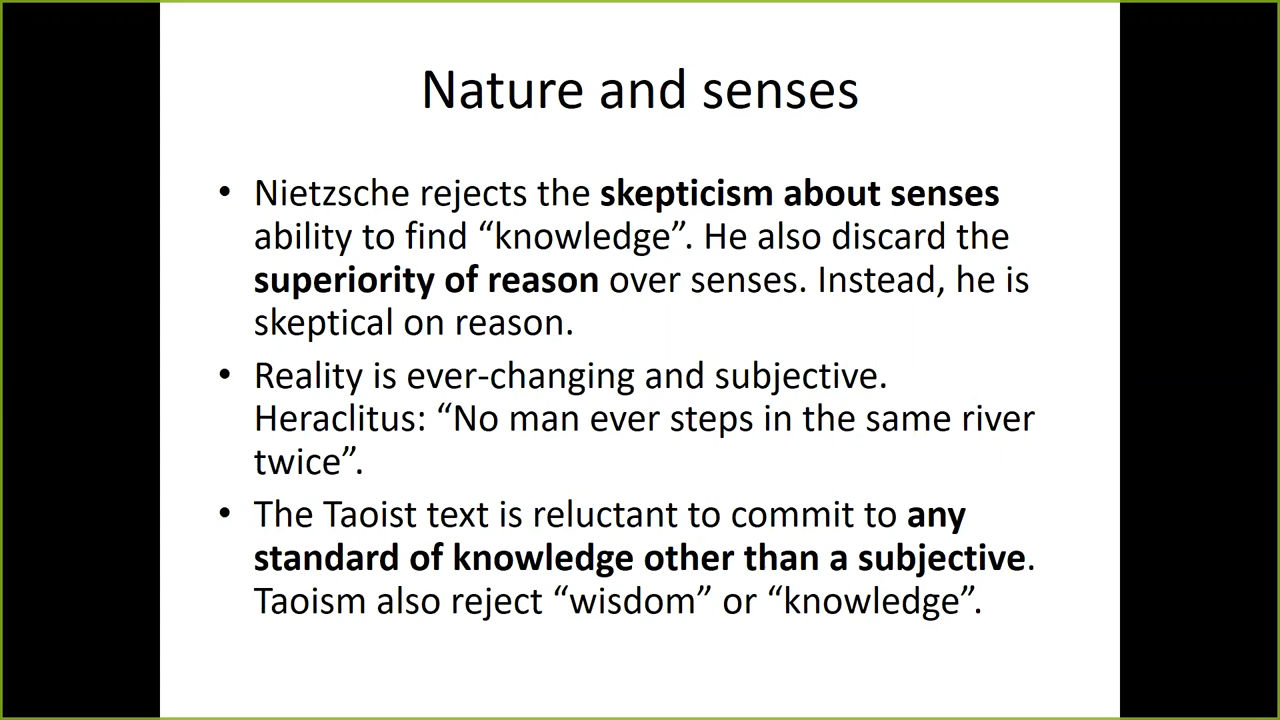 Nature and senses
• Nietzsche rejects the skepticism about senses
ability to find “knowledge”. He also discard the
superiority of reason over senses. Instead, he is
skeptical on reason.
• Reality is ever-changing and subjective.
Heraclitus: “No man ever steps in the same river
twice”.
• The Taoist text is reluctant to commit to any
standard of knowledge other than a subjective.
Taoism also reject “wisdom” or “knowledge”.